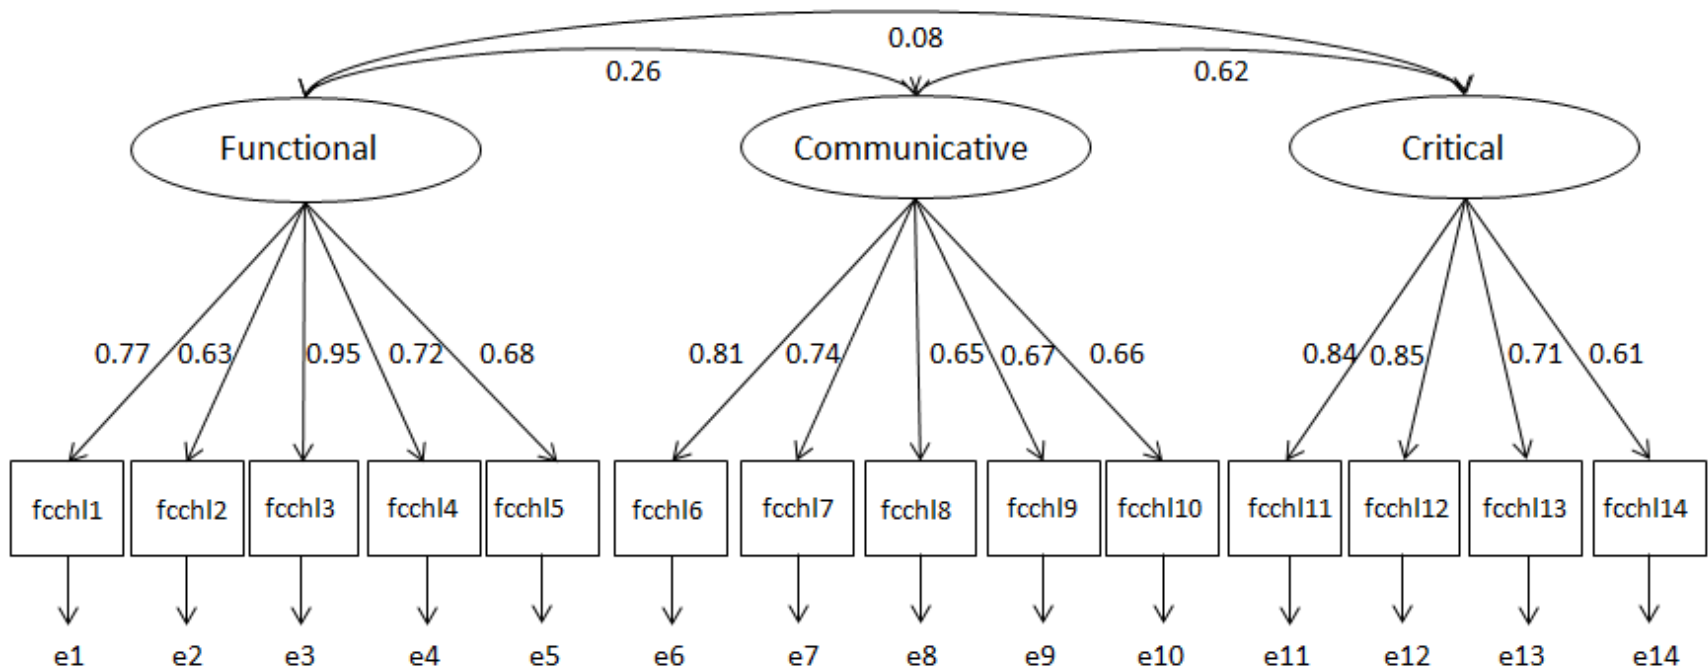 0.08
0.26 0.62
Functional Communicative Critical
0.77 0.63 0.95 0.72 0.68 0.81 0.74 0.65 0.67 0.66 0.84 0.85 0.71 0.61
fcchl1 fcchl2 fcchl3 fcchl4 fcchl5 fcchl6 fcchl7 fcchl8 fcchl9 fcchl10 fcchl11 fcchl12 fcchl13 fcchl14
e1 e2 e3 e4 e5 e6 e7 e8 e9 e10 e11 e12 e13 e14